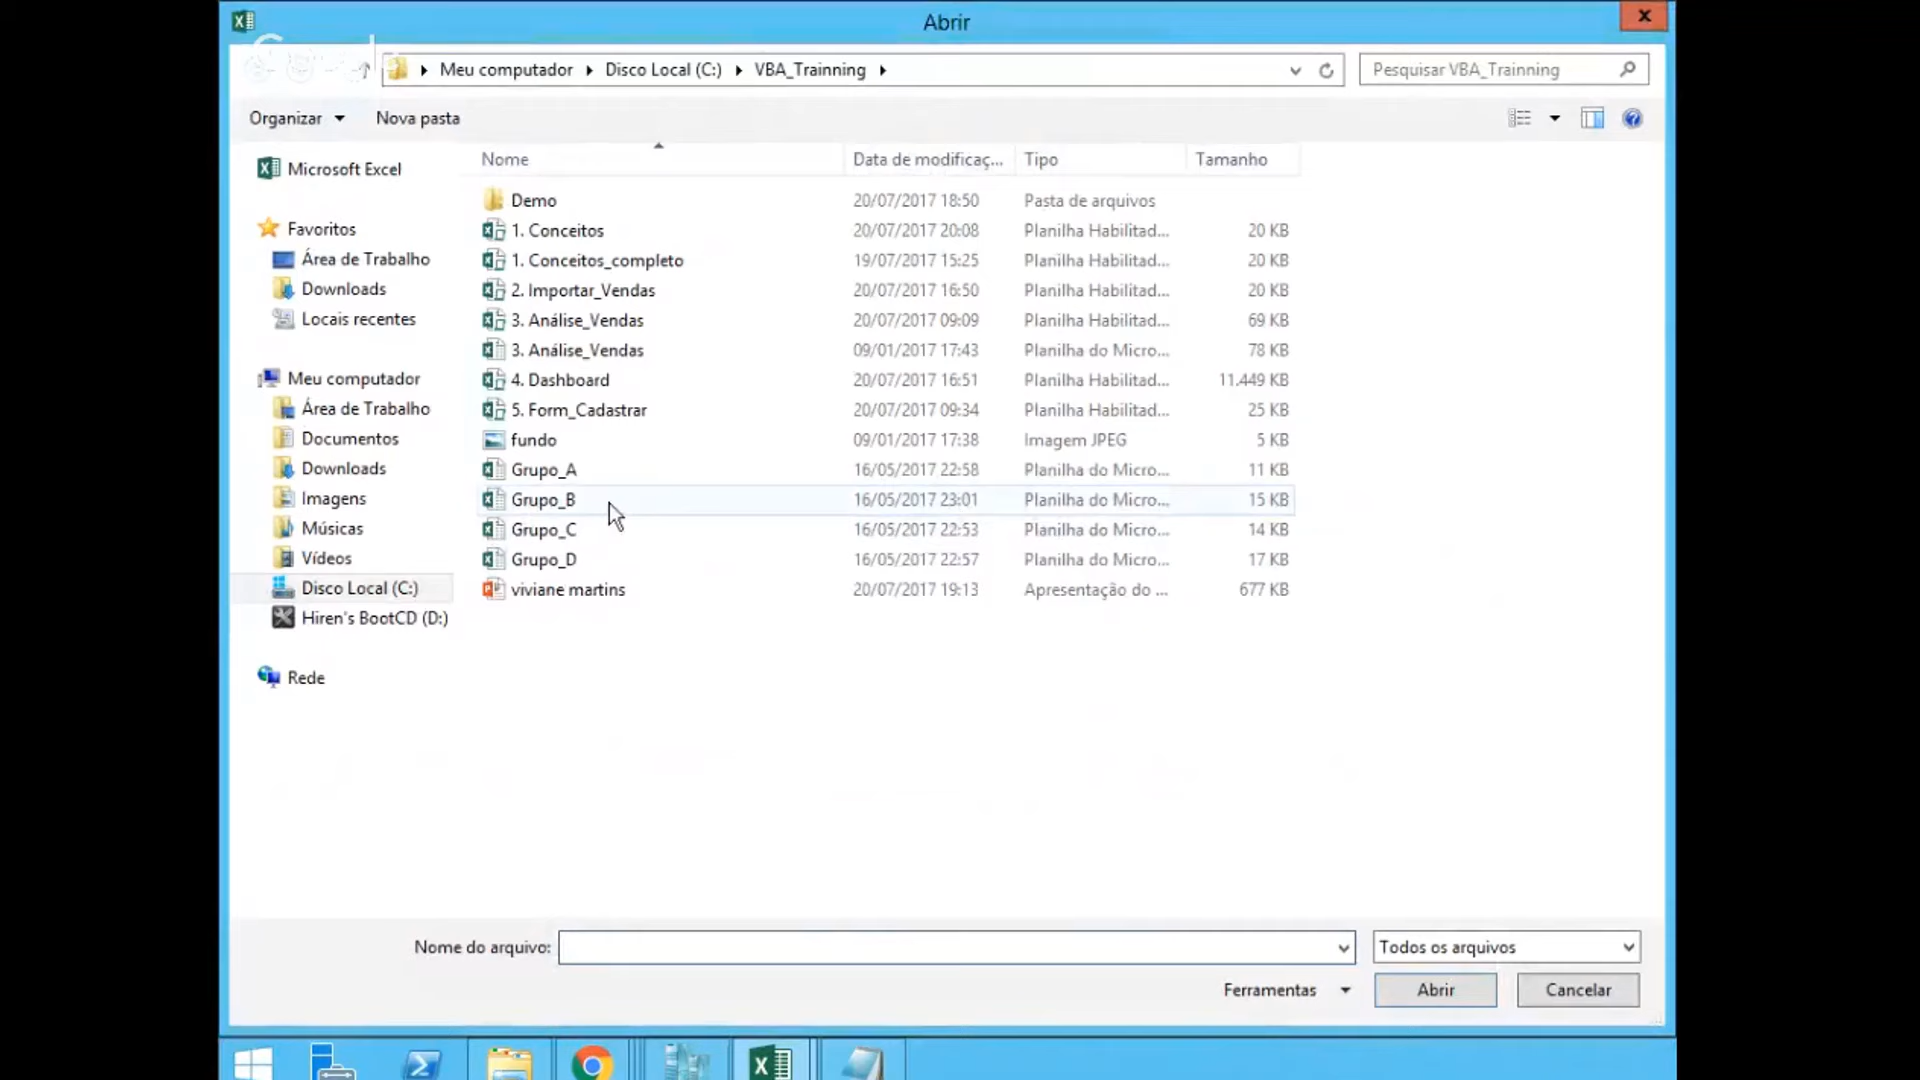 Abrir
Meu computador Disco Local (C:) VBA_Trainning
Pesquisar VBA_Trainning
Organizar Nova pasta
Nome Data de modificaç... Tipo Tamanho
Microsoft Excel
Favoritos
Área de Trabalho
Downloads
Locais recentes
Meu computador
Área de Trabalho
Documentos
Downloads
Imagens
Músicas
Vídeos
Disco Local (C:)
Hiren's BootCD (D:)
Rede
Demo 20/07/2017 18:50 Pasta de arquivos
1. Conceitos 20/07/2017 20:08 Planilha Habilitad... 20 KB
1. Conceitos_completo 19/07/2017 15:25 Planilha Habilitad... 20 KB
2. Importar_Vendas 20/07/2017 16:50 Planilha Habilitad... 20 KB
3. Análise_Vendas 20/07/2017 09:09 Planilha Habilitad... 69 KB
3. Análise_Vendas 09/01/2017 17:43 Planilha do Micro... 78 KB
4. Dashboard 20/07/2017 16:51 Planilha Habilitad... 11.449 KB
5. Form_Cadastrar 20/07/2017 09:34 Planilha Habilitad... 25 KB
fundo 09/01/2017 17:38 Imagem JPEG 5 KB
Grupo_A 16/05/2017 22:58 Planilha do Micro... 11 KB
Grupo_B 16/05/2017 23:01 Planilha do Micro... 15 KB
Grupo_C 16/05/2017 22:53 Planilha do Micro... 14 KB
Grupo_D 16/05/2017 22:57 Planilha do Micro... 17 KB
viviane martins 20/07/2017 19:13 Apresentação do ... 677 KB
Nome do arquivo:
Todos os arquivos
Ferramentas Abrir Cancelar